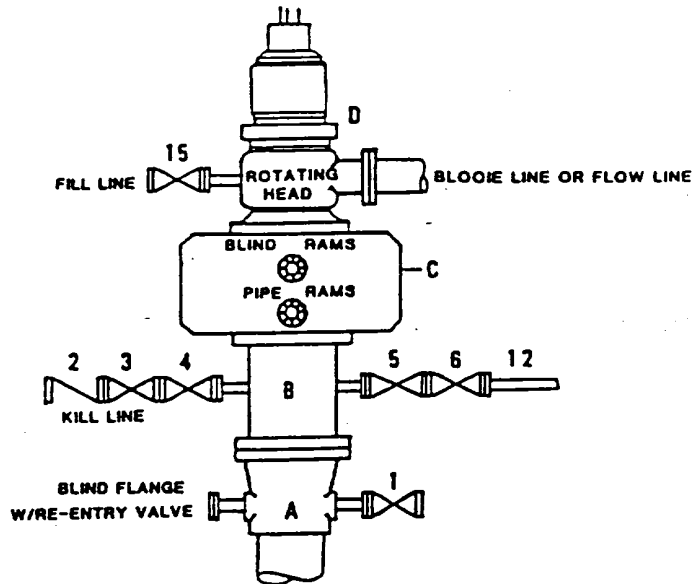 D
15
FILL LINE
ROTATING
HEAD
BLOOIE LINE OR FLOW LINE
BLIND RAMS
C
PIPE RAMS
2 3 4
5 6 12
B
KILL LINE
BLIND FLANGE
W/RE-ENTRY VALVE
1
A